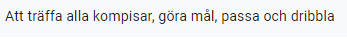 Att träffa alla kompisar, göra mål, passa och dribbla